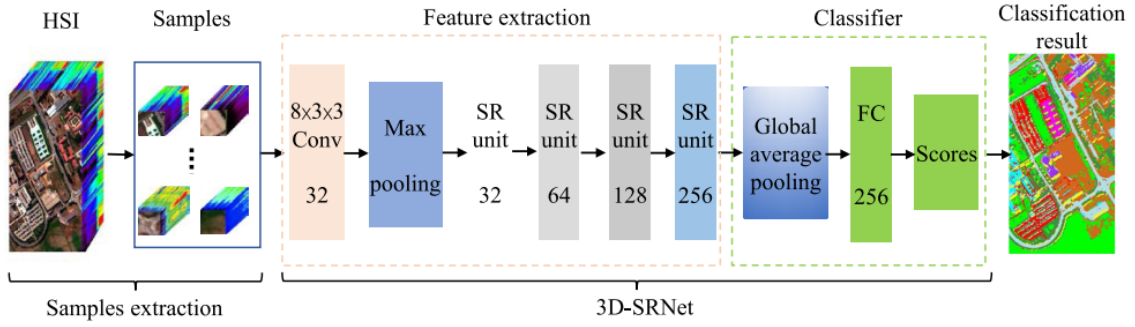 HSI
Samples
Feature extraction
Classifier
Classification
result
8×3×3
Conv
32
Max
pooling
SR
unit
32
SR
unit
64
SR
unit
128
SR
unit
256
Global
average
pooling
FC
256
Scores
Samples extraction
3D-SRNet